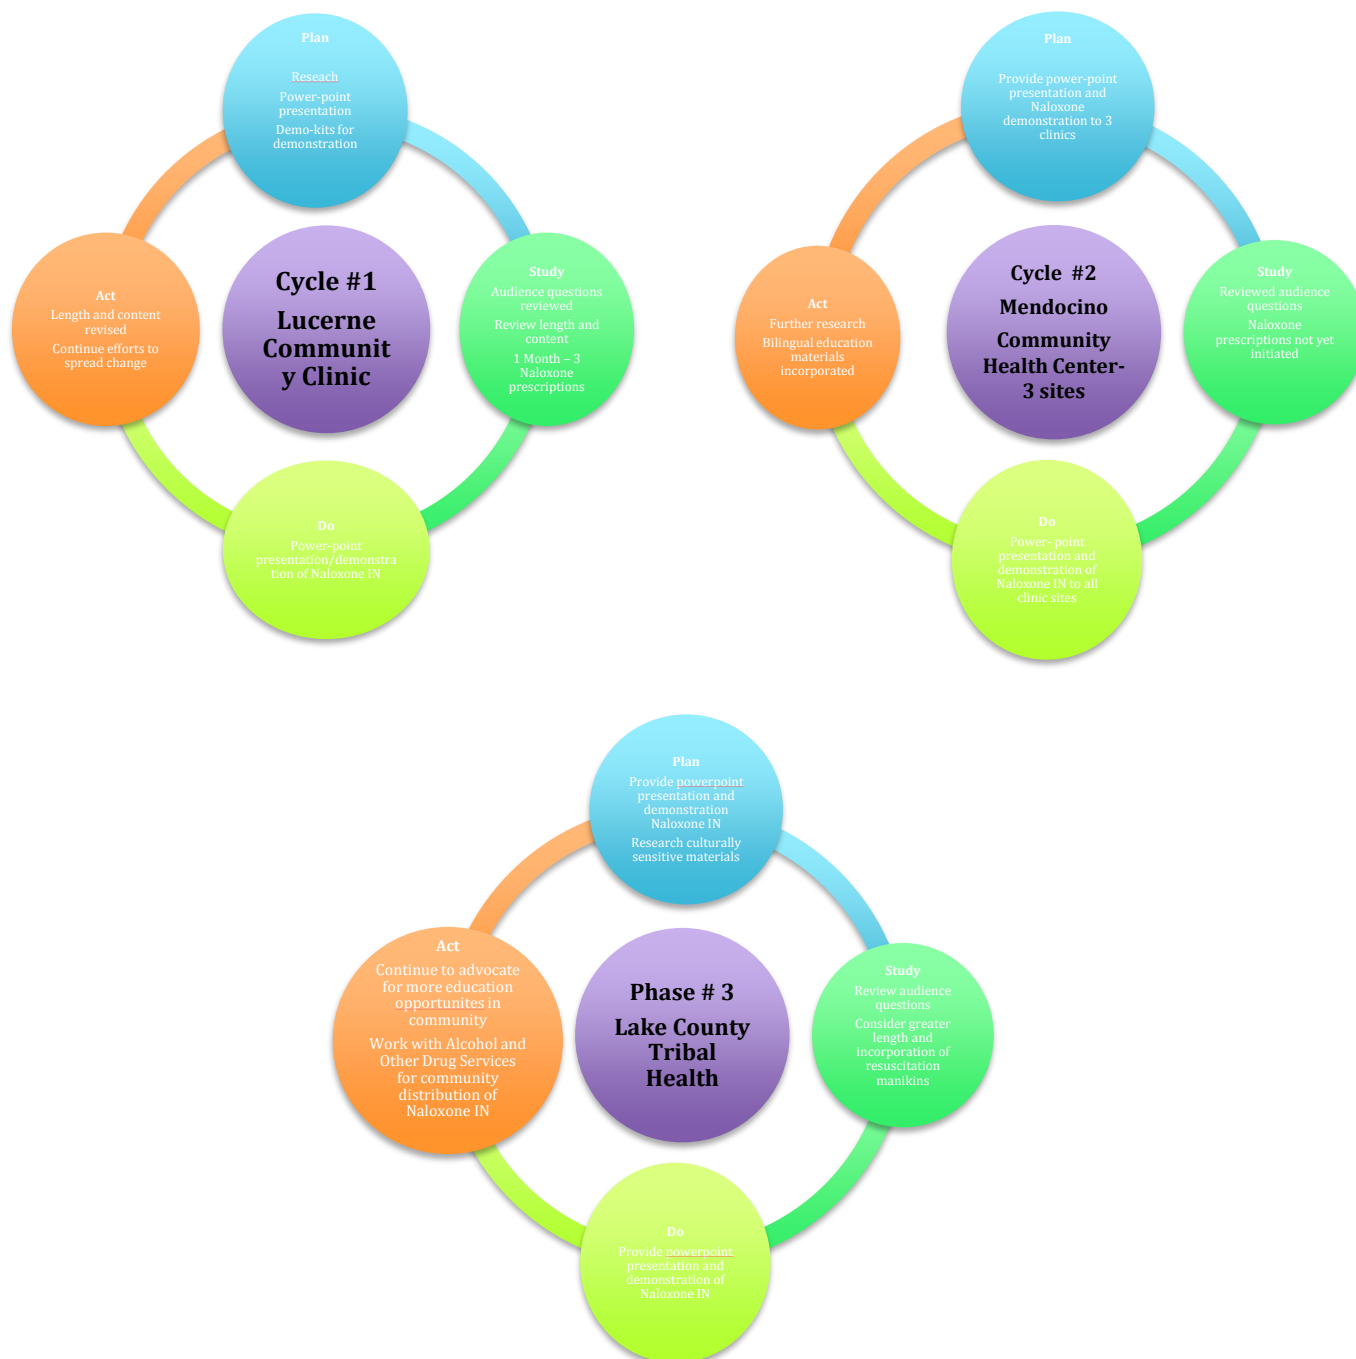 Plan
Reseach
Power-point
presentation
Demo-kits for
demonstration
Act
Length and content
revised
Continue efforts to
spread change
Cycle #1
Lucerne
Communit
y Clinic
Study
Audience questions
reviewed
Review length and
content
1 Month – 3
Naloxone
prescriptions
Do
Power-point
presentation/demonstra
tion of Naloxone IN
Plan
Provide power-point
presentation and
Naloxone
demonstration to 3
clinics
Act
Further research
Bilingual education
materials
incorporated
Cycle #2
Mendocino
Community
Health Center-
3 sites
Study
Reviewed audience
questions
Naloxone
prescriptions not yet
initiated
Do
Power- point
presentation and
demonstration of
Naloxone IN to all
clinic sites
Plan
Provide powerpoint
presentation and
demonstration
Naloxone IN
Research culturally
sensitive materials
Act
Continue to advocate
for more education
opportunites in
community
Work with Alcohol and
Other Drug Services
for community
distribution of
Naloxone IN
Phase # 3
Lake County
Tribal
Health
Study
Review audience
questions
Consider greater
length and
incorporation of
resuscitation
manikins
Do
Provide powerpoint
presentation and
demonstration of
Naloxone IN